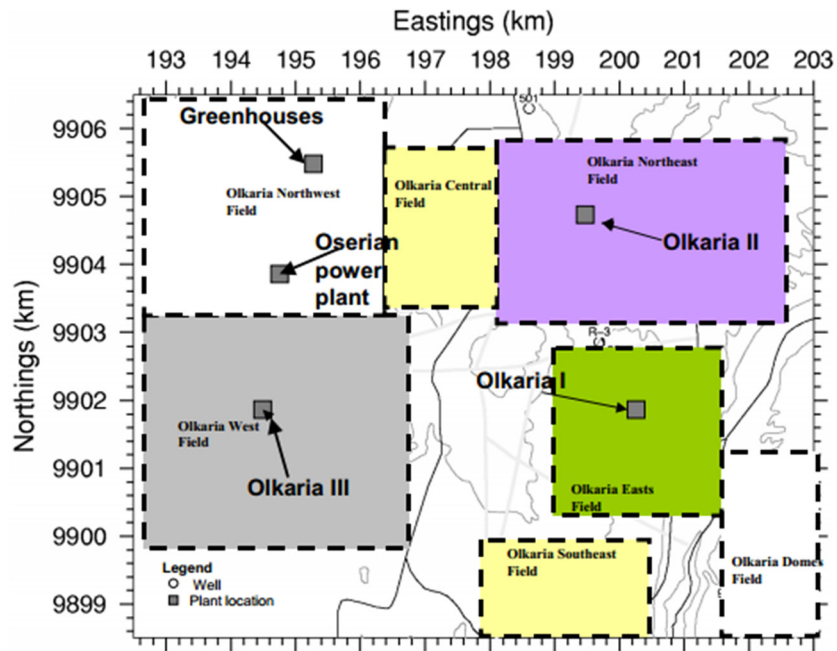 Eastings (km)
193 194 195 196 197 198 199 200 201 202 203
Northings (km)
9906
9905
9904
9903
9902
9901
9900
9899
501
Greenhouses
Olkaria Northwest
Field
Oserian
power
plant
Olkaria Central
Field
Olkaria Northeast
Field
Olkaria II
R-3
Olkaria I
Olkaria West
Field
Olkaria III
Olkaria Easts
Field
Olkaria Southeast
Field
Olkaria Domes
Field
Legend
Well
Plant location